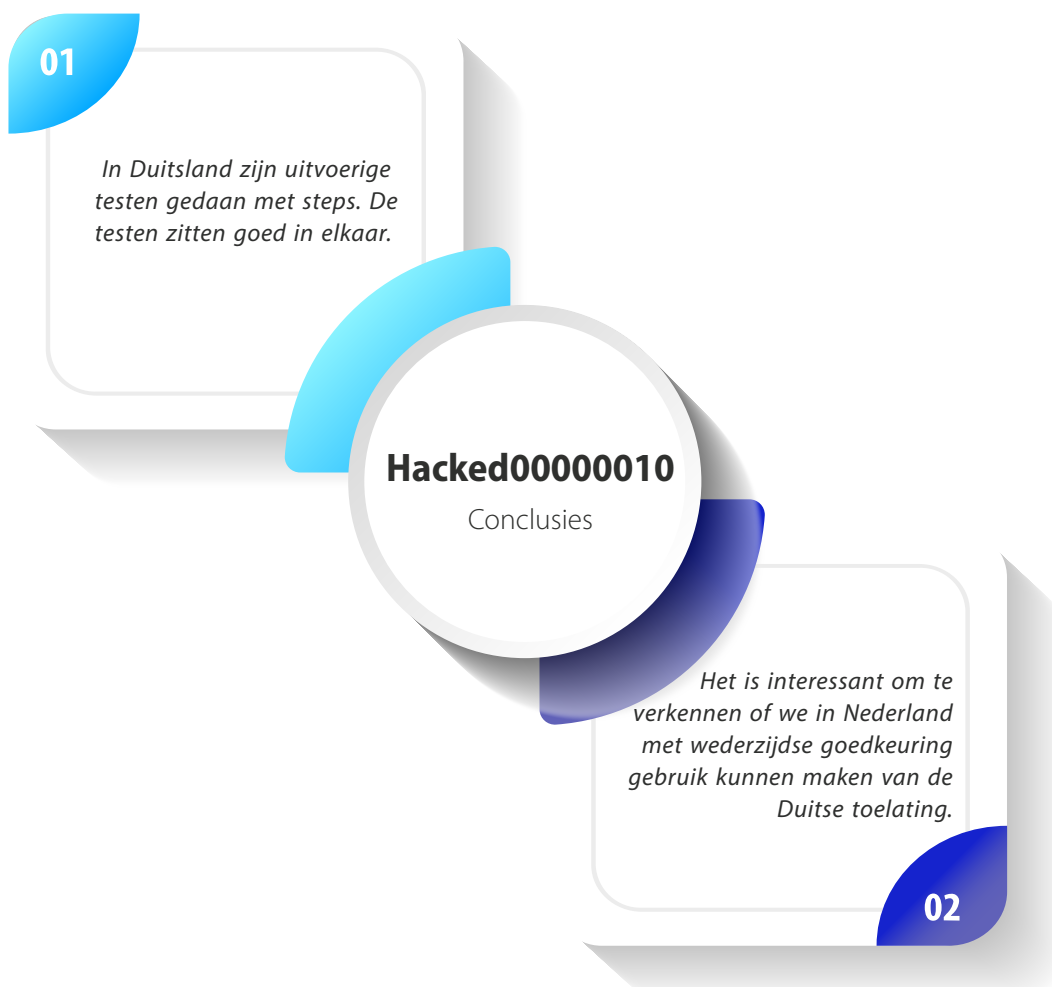 01
In Duitsland zijn uitvoerige
testen gedaan met steps. De
testen zitten goed in elkaar.
Hacked00000010
Conclusies
Het is interessant om te
verkennen of we in Nederland
met wederzijdse goedkeuring
gebruik kunnen maken van de
Duitse toelating.
02